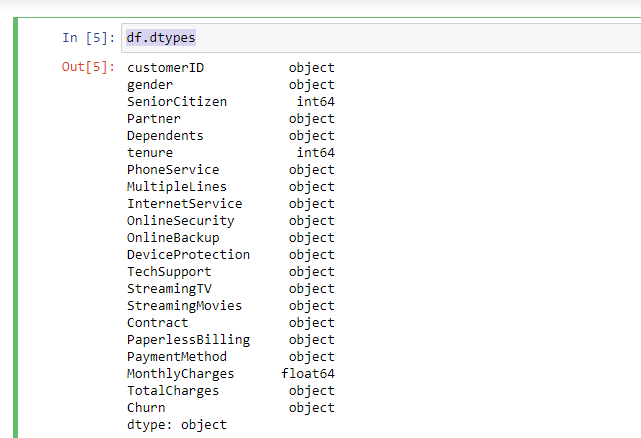 In [5]: df.dtypes
Out[5]: customerID object
gender object
SeniorCitizen int64
Partner object
Dependents object
tenure int64
PhoneService object
MultipleLines object
InternetService object
OnlineSecurity object
OnlineBackup object
DeviceProtection object
TechSupport object
StreamingTV object
StreamingMovies object
Contract object
PaperlessBilling object
PaymentMethod object
MonthlyCharges float64
TotalCharges object
Churn object
dtype: object